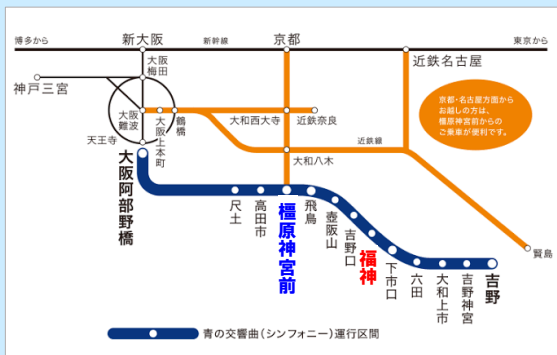 博多から
新大阪
新幹線
京都
東京から
近鉄名古屋
神戸三宮
大阪
梅田
大阪
難波
大阪上本町
鶴橋
大和西大寺
近鉄奈良
天王寺
大和八木
近鉄線
京都・名古屋方面から
お越しの方は、
橿原神宮前からの
ご乗車が便利です。
大阪阿部野橋
尺土
高田市
橿原神宮前
飛鳥
壺阪山
吉野口
福神
下市口
六田
大和上市
吉野神宮
吉野
賢島
青の交響曲(シンフォニー)運行区間